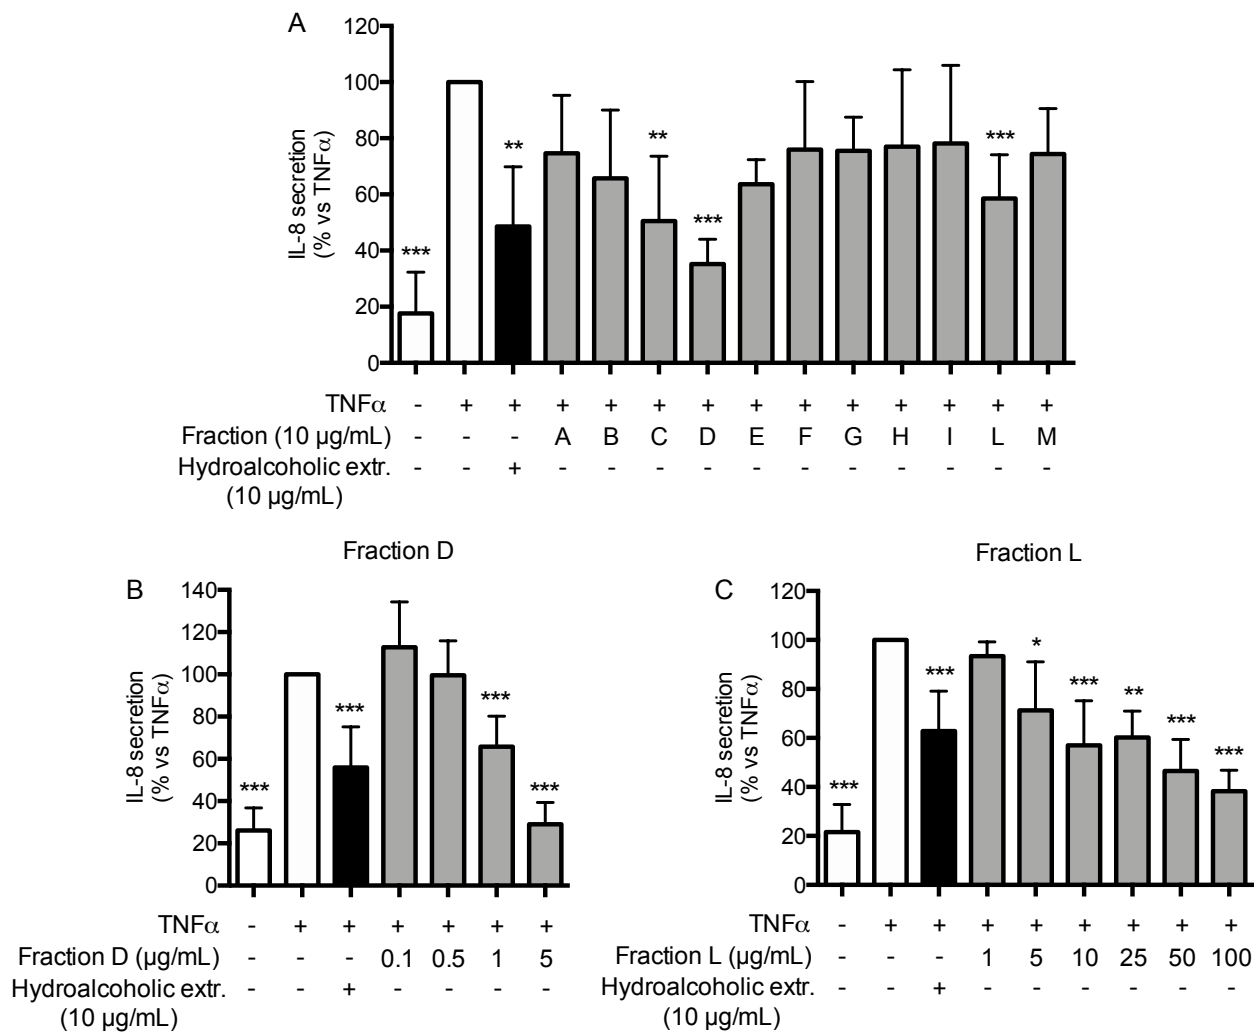 A
IL-8 secretion
(% vs TNFα)
120
100
80
60
40
20
0
*** ** ** *** ***
TNFα - + + + + + + + + + + + + +
Fraction (10 µg/mL) - - - A B C D E F G H I L M
Hydroalcoholic extr. - - + - - - - - - - - - - -
(10 µg/mL)
Fraction D
B
IL-8 secretion
(% vs TNFα)
140
120
100
80
60
40
20
0
*** *** *** ***
TNFα - + + + + + +
Fraction D (µg/mL) - - - 0.1 0.5 1 5
Hydroalcoholic extr. - - + - - - -
(10 µg/mL)
Fraction L
C
IL-8 secretion
(% vs TNFα)
120
100
80
60
40
20
0
*** *** * *** ** *** ***
TNFα - + + + + + + + +
Fraction L (µg/mL) - - - 1 5 10 25 50 100
Hydroalcoholic extr. - - + - - - - - -
(10 µg/mL)